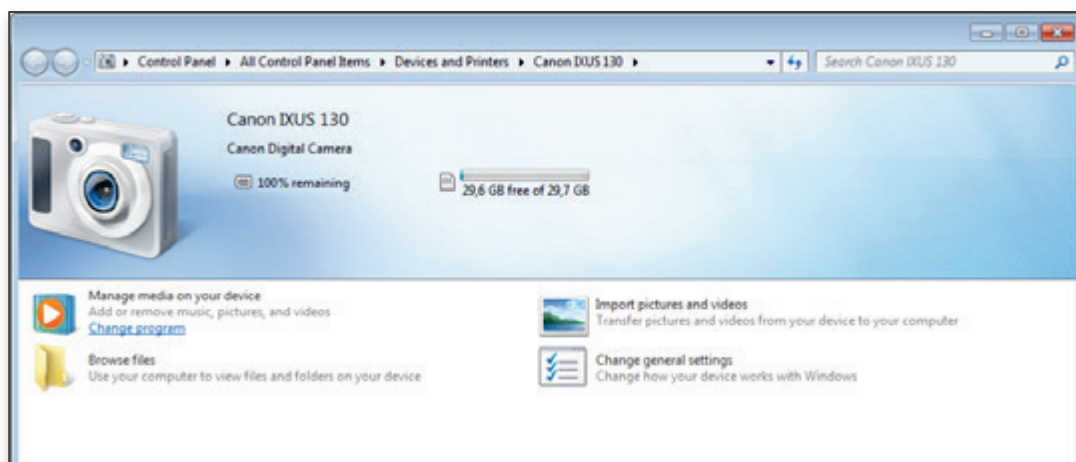 Control Panel ▸ All Control Panel Items ▸ Devices and Printers ▸ Canon IXUS 130 ▸
Search Canon IXUS 130
Canon IXUS 130
Canon Digital Camera
100% remaining
29,6 GB free of 29,7 GB
Manage media on your device
Add or remove music, pictures, and videos
Change program
Import pictures and videos
Transfer pictures and videos from your device to your computer
Browse files
Use your computer to view files and folders on your device
Change general settings
Change how your device works with Windows